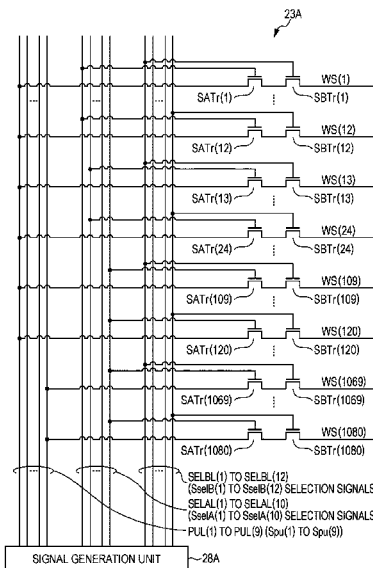 23A
WS(1)
SATr(1)
SBTr(1)
WS(12)
SATr(12)
SBTr(12)
WS(13)
SATr(13)
SBTr(13)
WS(24)
SATr(24)
SBTr(24)
WS(109)
SATr(109)
SBTr(109)
WS(120)
SATr(120)
SBTr(120)
WS(1069)
SATr(1069)
SBTr(1069)
WS(1080)
SATr(1080)
SBTr(1080)
SELBL(1) TO SELBL(12)
(SselB(1) TO SselB(12) SELECTION SIGNALS
SELAL(1) TO SELAL(10)
(SselA(1) TO SselA(10) SELECTION SIGNALS
PUL(1) TO PUL(9) (Spu(1) TO Spu(9))
SIGNAL GENERATION UNIT
28A